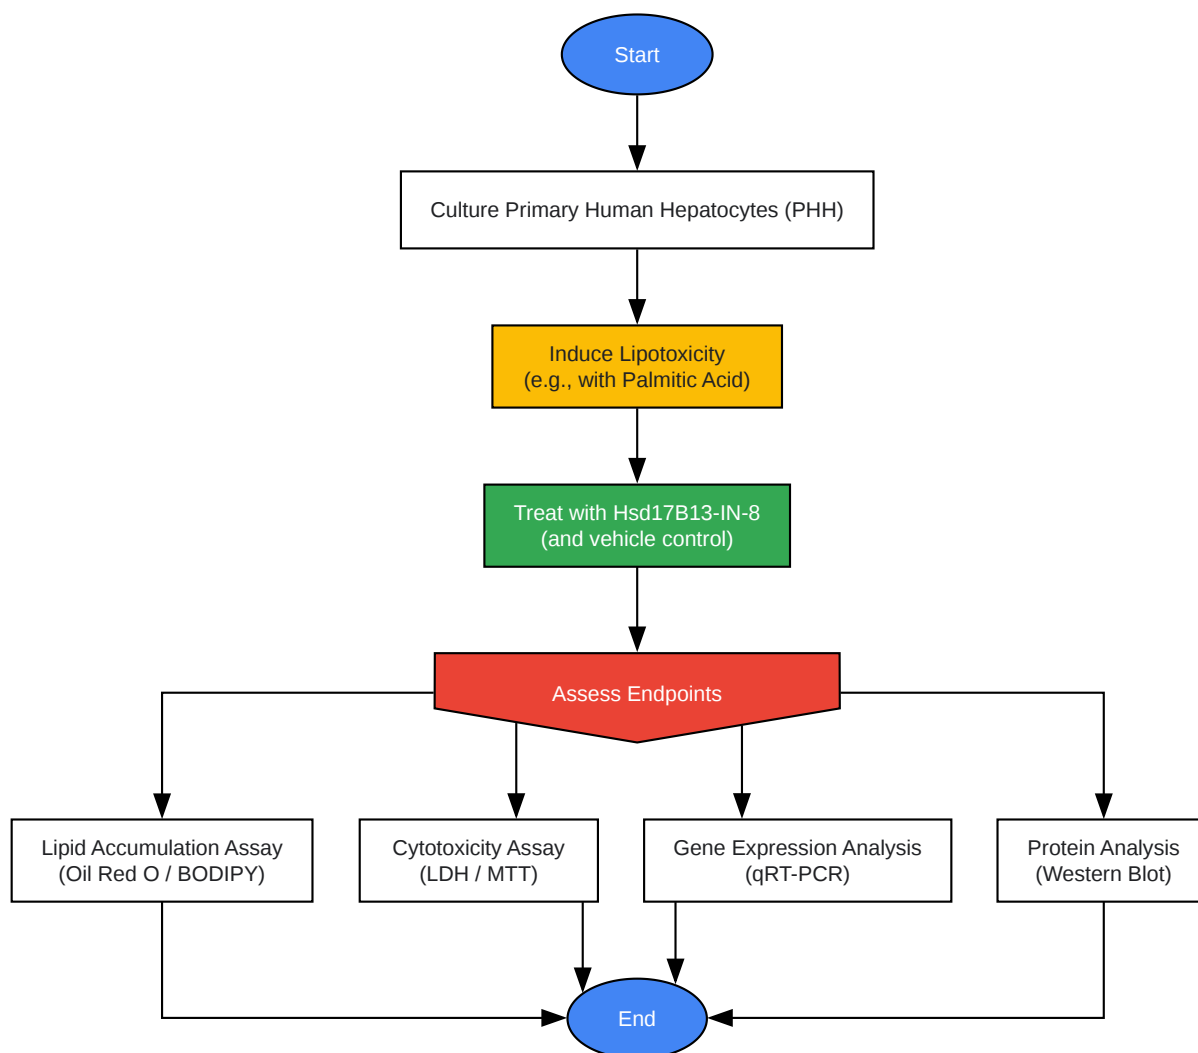 Start
Culture Primary Human Hepatocytes (PHH)
Induce Lipotoxicity
(e.g., with Palmitic Acid)
Treat with Hsd17B13-IN-8
(and vehicle control)
Assess Endpoints
Lipid Accumulation Assay
(Oil Red O / BODIPY)
Cytotoxicity Assay
(LDH / MTT)
Gene Expression Analysis
(qRT-PCR)
Protein Analysis
(Western Blot)
End